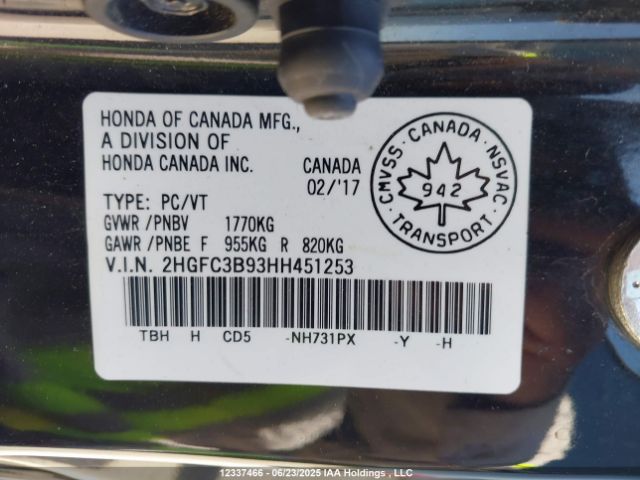 HONDA OF CANADA MFG.,
A DIVISION OF
HONDA CANADA INC. CANADA
02/'17
TYPE: PC/VT
GVWR /PNBV 1770KG
GAWR /PNBE F 955KG R 820KG
V.I.N. 2HGFC3B93HH451253
TBH H CD5 -NH731PX -Y -H
CMVSS · CANADA · NSVAC
942
· TRANSPORT ·
12337466 - 06/23/2025 IAA Holdings , LLC